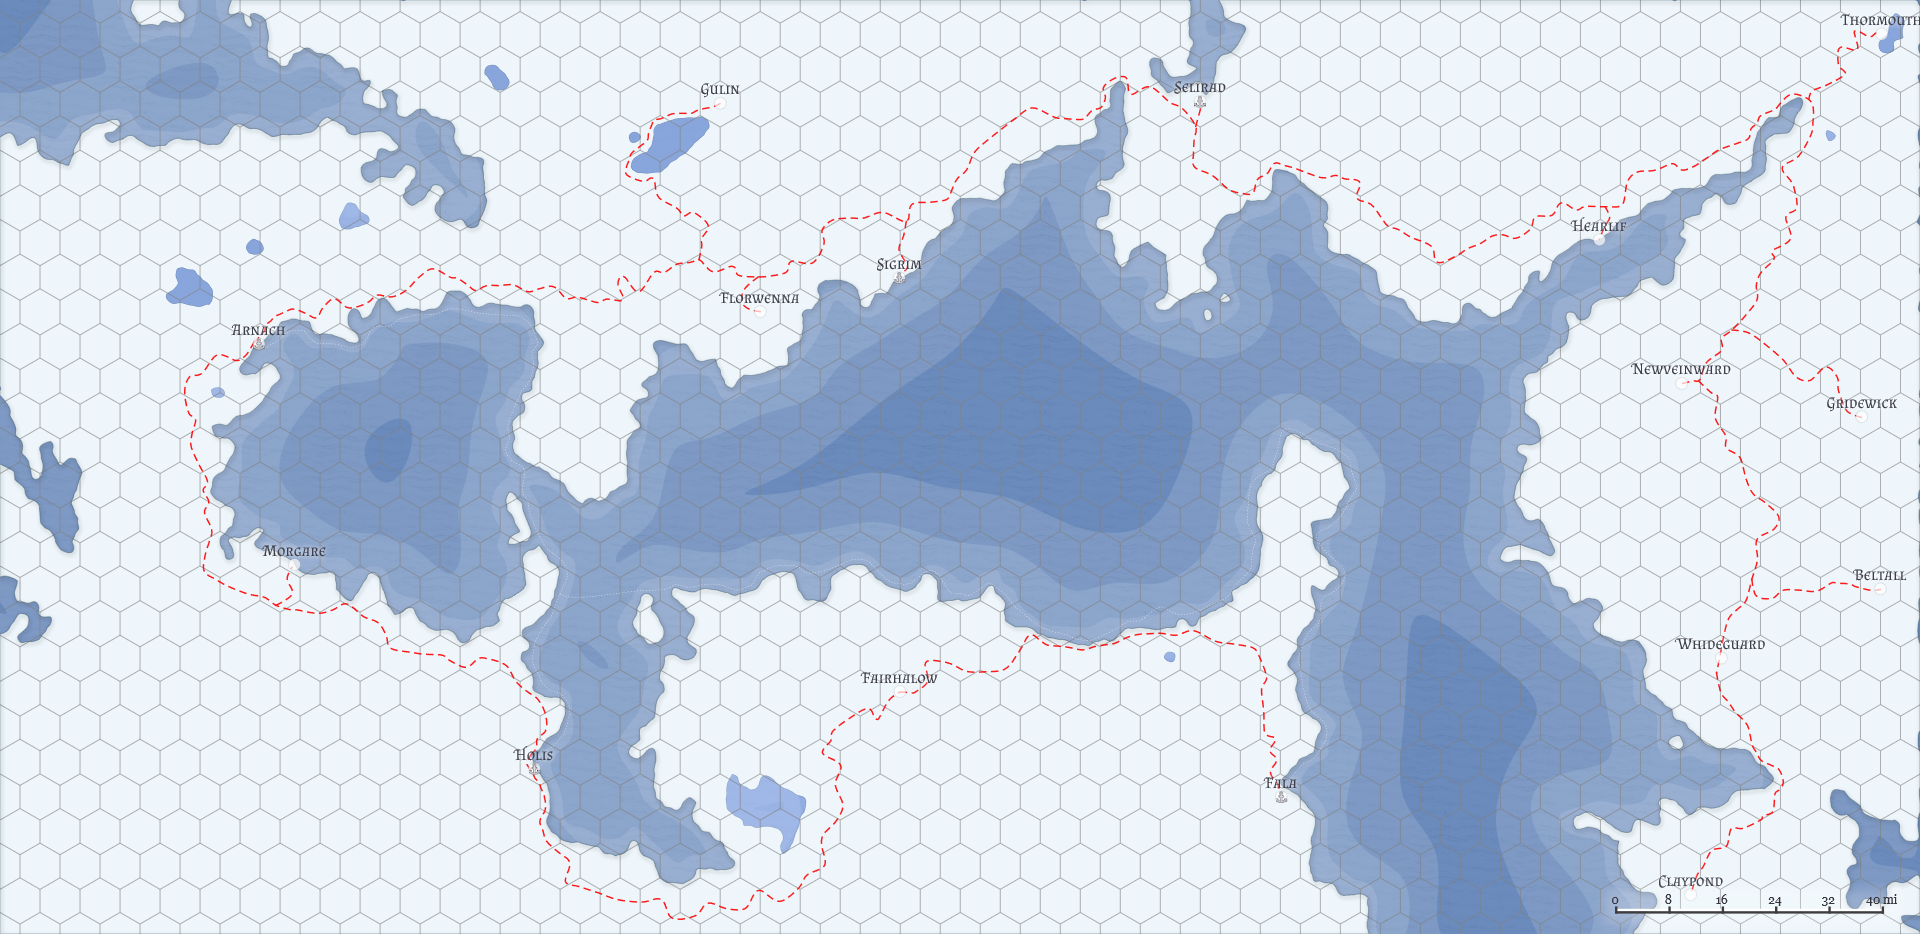 Thormouth
Gulin
Selirad
Hearlif
Sigrim
Florwenna
Arnach
Newveinward
Gridewick
Morgare
Beltall
Whideguard
Fairhalow
Holis
Fala
Claypond
0 8 16 24 32 40 mi